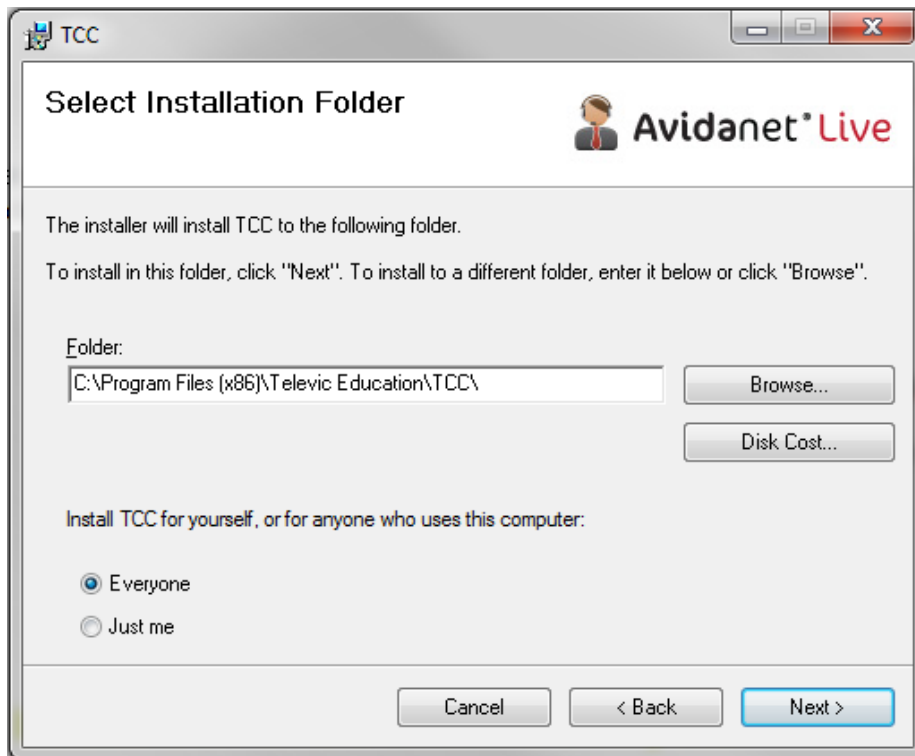 TCC
Select Installation Folder
Avidanet Live
The installer will install TCC to the following folder.
To install in this folder, click "Next". To install to a different folder, enter it below or click "Browse".
Folder:
C:\Program Files (x86)\Televic Education\TCC\
Browse...
Disk Cost...
Install TCC for yourself, or for anyone who uses this computer:
Everyone
Just me
Cancel
< Back
Next >